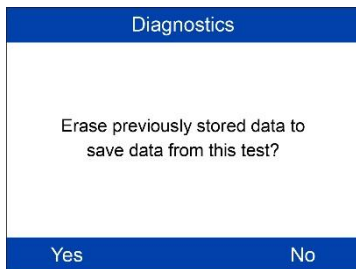 Diagnostics
Erase previously stored data to
save data from this test?
Yes No